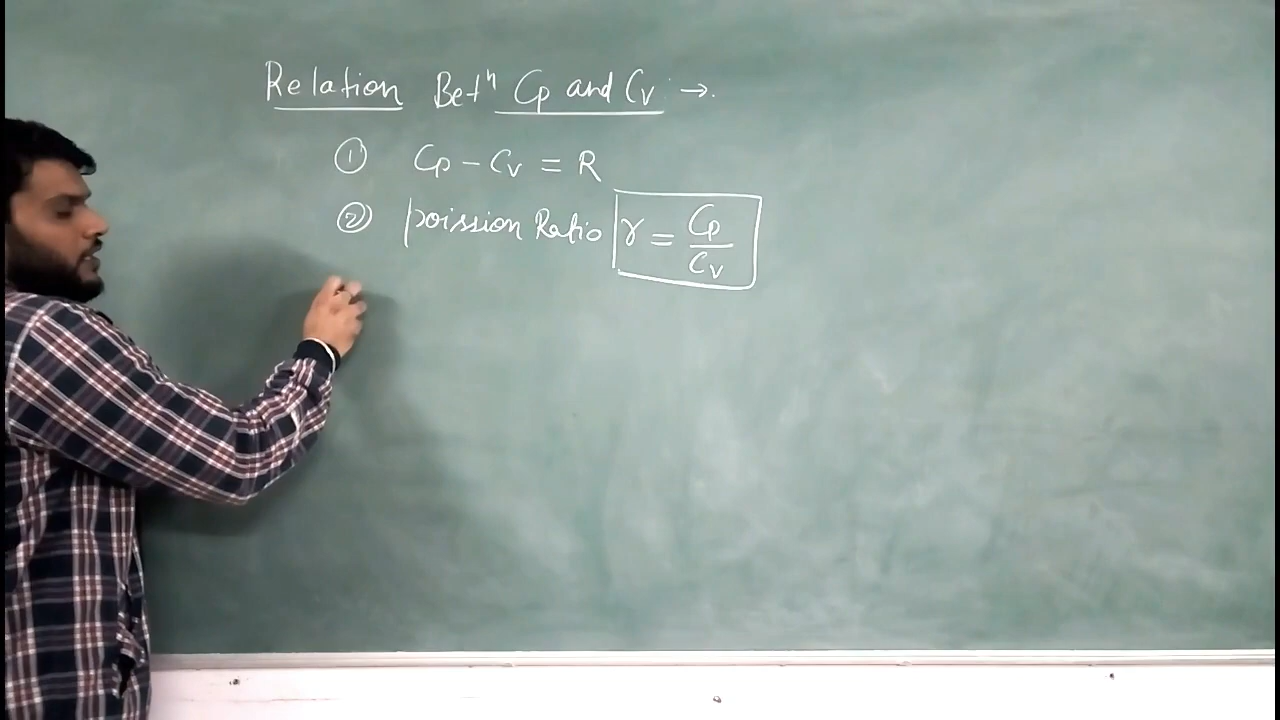 Relation Betⁿ Cp and Cv →.
① Cp - Cv = R
② poission Ratio γ = Cp / Cv